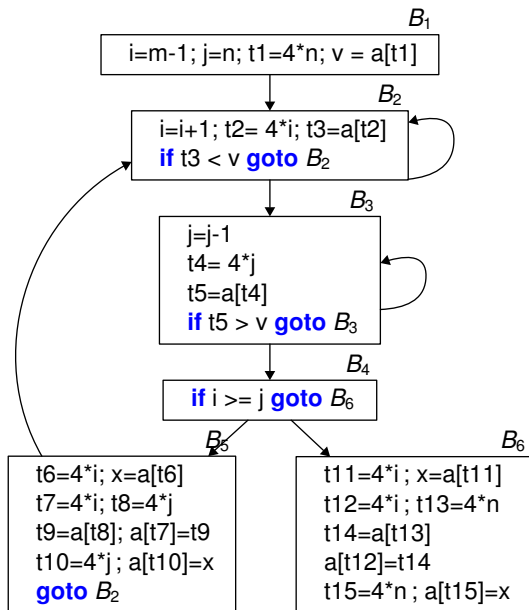 B1
i=m-1; j=n; t1=4*n; v = a[t1]
B2
i=i+1; t2= 4*i; t3=a[t2]
if t3 < v goto B2
B3
j=j-1
t4= 4*j
t5=a[t4]
if t5 > v goto B3
B4
if i >= j goto B6
B5
t6=4*i; x=a[t6]
t7=4*i; t8=4*j
t9=a[t8]; a[t7]=t9
t10=4*j; a[t10]=x
goto B2
B6
t11=4*i; x=a[t11]
t12=4*i; t13=4*n
t14=a[t13]
a[t12]=t14
t15=4*n; a[t15]=x